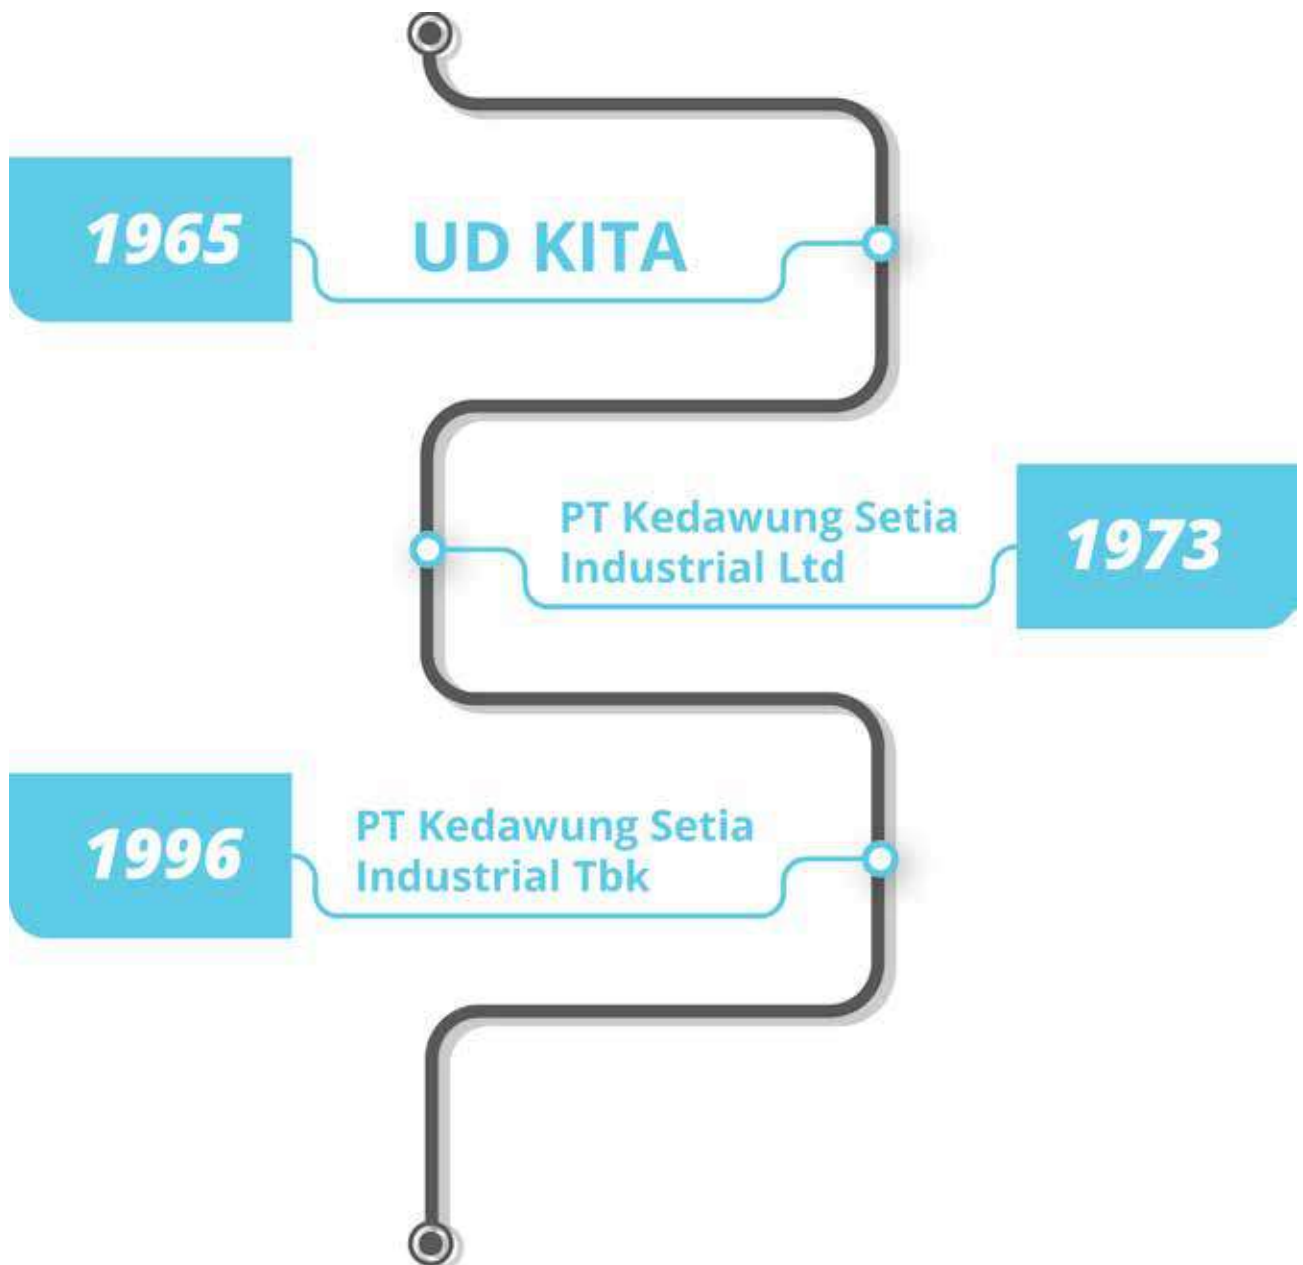 1965
UD KITA
PT Kedawung Setia
Industrial Ltd
1973
1996
PT Kedawung Setia
Industrial Tbk